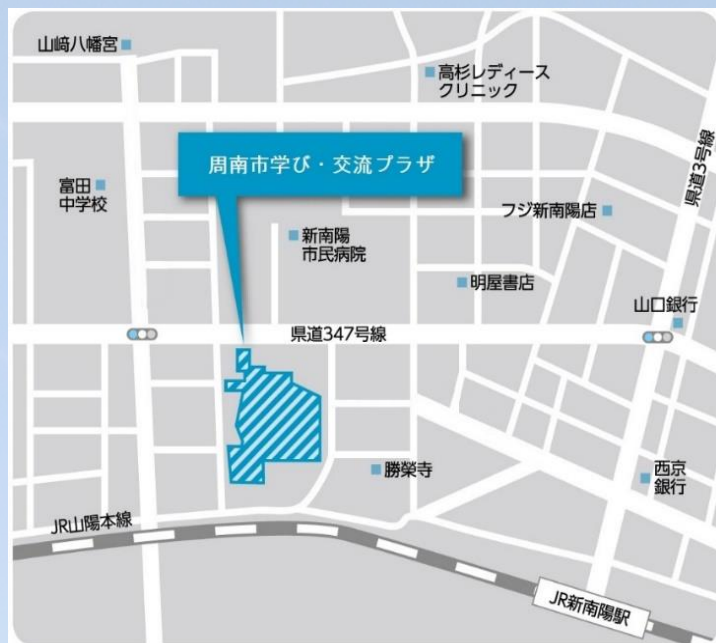 山﨑八幡宮
高杉レディース
クリニック
県道3号線
周南市学び・交流プラザ
富田
中学校
フジ新南陽店
新南陽
市民病院
明屋書店
山口銀行
県道347号線
勝榮寺
西京
銀行
JR山陽本線
JR新南陽駅